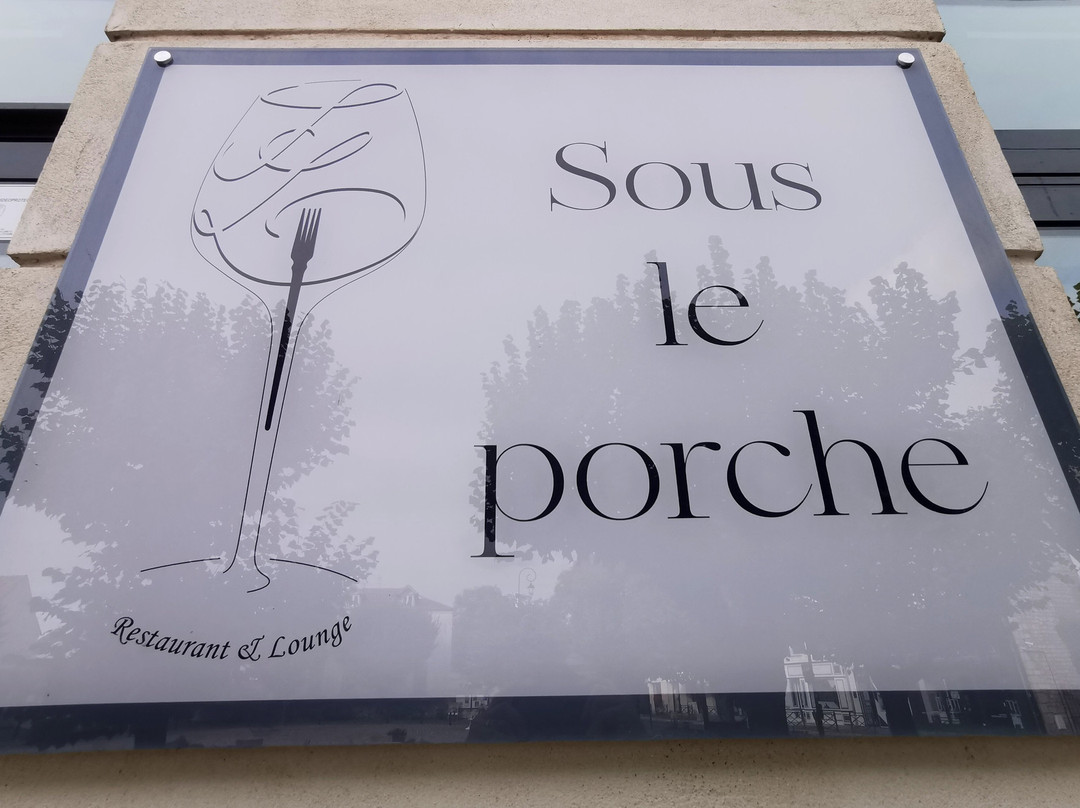 Sous
le
porche
Restaurant & Lounge